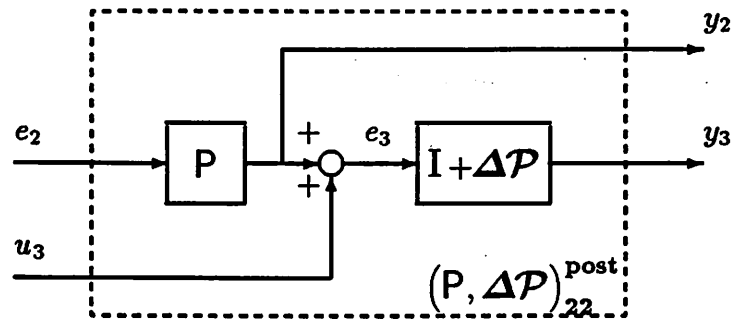 y₂
e₂
P
+
+
e₃
I+Δ𝒫
y₃
u₃
(P, Δ𝒫)₂₂^post